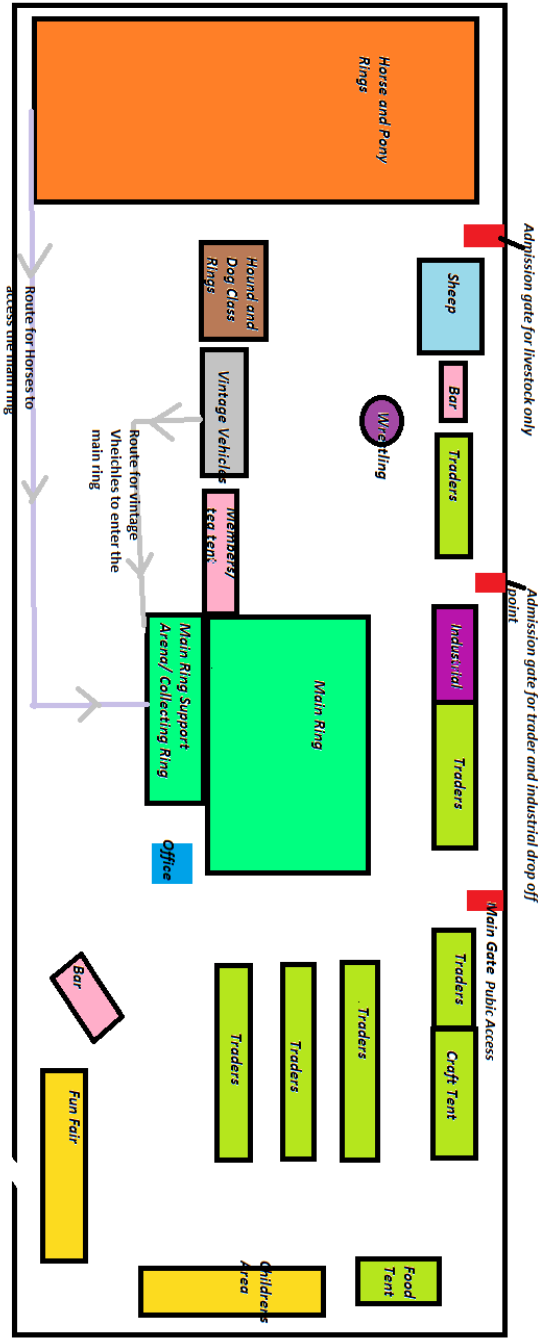 Admission gate for livestock only
Admission gate for trader and industrial drop off
point
Main Gate Pubic Access
Horse and Pony
Rings
Sheep
Bar
Traders
Industrial
Traders
Traders
Craft Tent
Wrestling
Hound and
Dog Class
Rings
Vintage Vehicles
Members/
tea tent
Main Ring
Main Ring Support
Arena/ Collecting Ring
Office
. Traders
Traders
Traders
Food
Tent
Childrens
Area
Bar
Fun Fair
Route for vintage
Vheichles to enter the
main ring
Route for Horses to
access the main ring